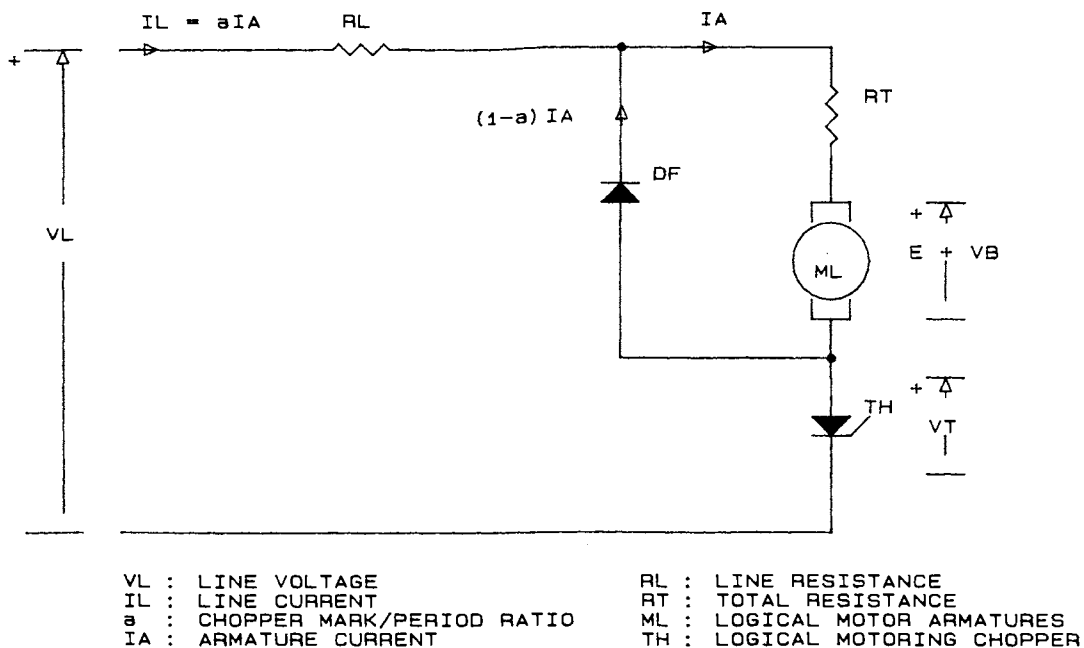 IL = aIA
RL
IA
+
RT
(1-a) IA
DF
VL
+
ML
E + VB
+
TH
VT
VL : LINE VOLTAGE
IL : LINE CURRENT
a : CHOPPER MARK/PERIOD RATIO
IA : ARMATURE CURRENT
RL : LINE RESISTANCE
RT : TOTAL RESISTANCE
ML : LOGICAL MOTOR ARMATURES
TH : LOGICAL MOTORING CHOPPER